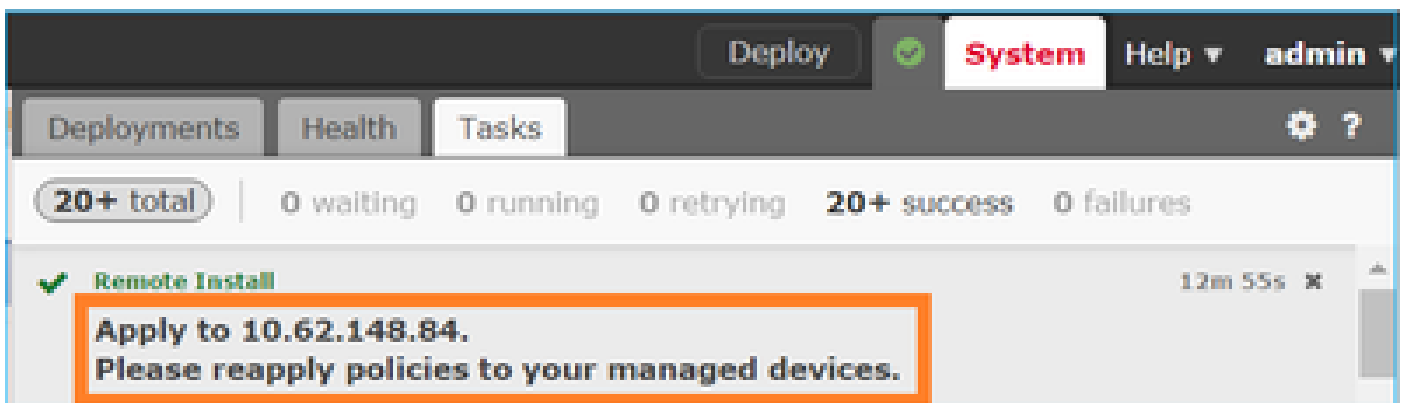 Deploy System Help admin
Deployments Health Tasks ?
20+ total 0 waiting 0 running 0 retrying 20+ success 0 failures
Remote Install 12m 55s
Apply to 10.62.148.84.
Please reapply policies to your managed devices.